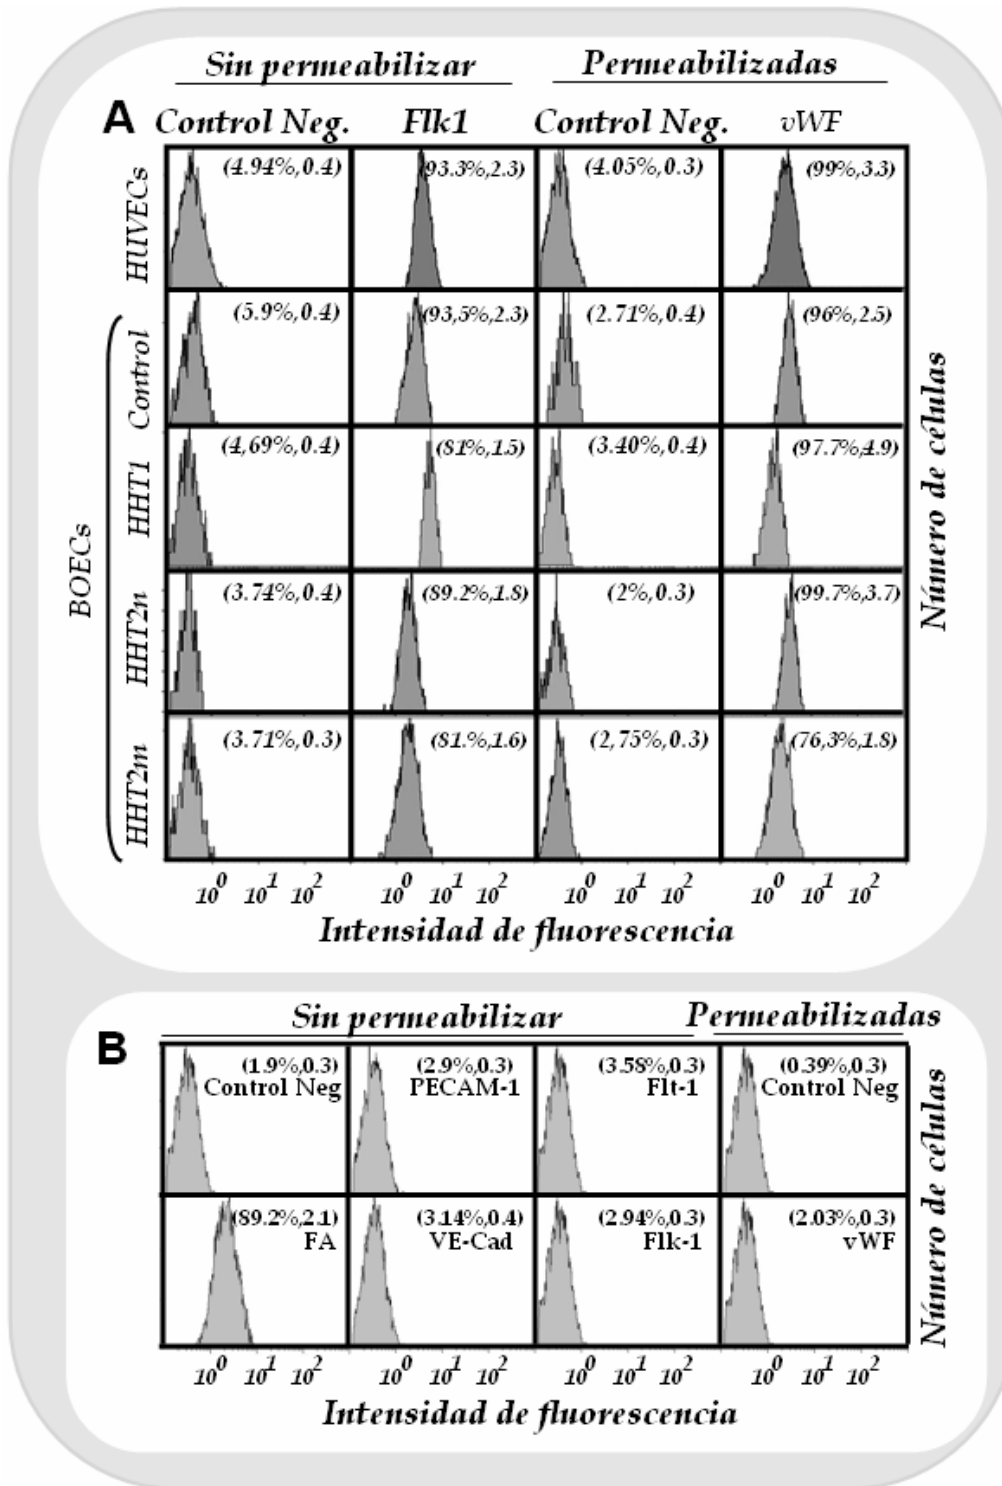 Sin permeabilizar Permeabilizadas
A Control Neg. Flk1 Control Neg. vWF
HUVECs (4.94%,0.4) (93.3%,2.3) (4.05%,0.3) (99%,3.3)
BOECs
Control (5.9%,0.4) (93,5%,2.3) (2.71%,0.4) (96%,2.5)
HHT1 (4,69%,0.4) (81%,1.5) (3.40%,0.4) (97.7%,4.9)
HHT2n (3.74%,0.4) (89.2%,1.8) (2%,0.3) (99.7%,3.7)
HHT2m (3.71%,0.3) (81.%,1.6) (2,75%,0.3) (76,3%,1.8)
Número de células
10⁰ 10¹ 10² 10⁰ 10¹ 10² 10⁰ 10¹ 10² 10⁰ 10¹ 10²
Intensidad de fluorescencia
Sin permeabilizar Permeabilizadas
B
(1.9%,0.3) (2.9%,0.3) (3.58%,0.3) (0.39%,0.3)
Control Neg PECAM-1 Flt-1 Control Neg
(89.2%,2.1) (3.14%,0.4) (2.94%,0.3) (2.03%,0.3)
FA VE-Cad Flk-1 vWF
Número de células
10⁰ 10¹ 10² 10⁰ 10¹ 10² 10⁰ 10¹ 10² 10⁰ 10¹ 10²
Intensidad de fluorescencia